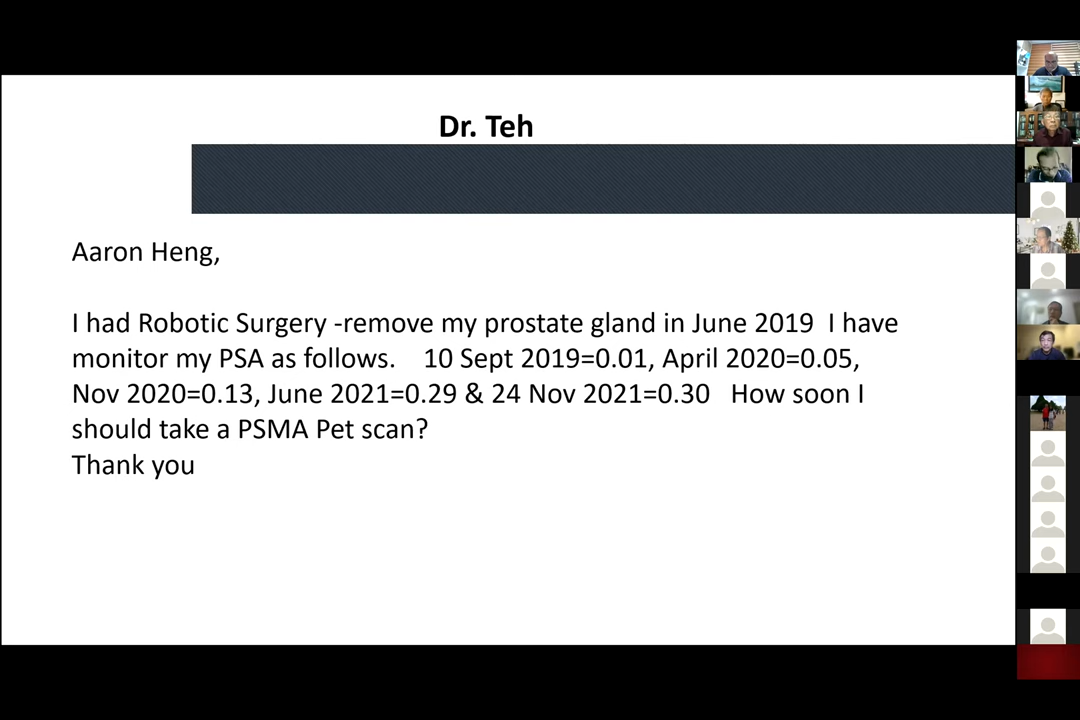 Dr. Teh
Aaron Heng,
I had Robotic Surgery -remove my prostate gland in June 2019  I have
monitor my PSA as follows.    10 Sept 2019=0.01, April 2020=0.05,
Nov 2020=0.13, June 2021=0.29 & 24 Nov 2021=0.30   How soon I
should take a PSMA Pet scan?
Thank you